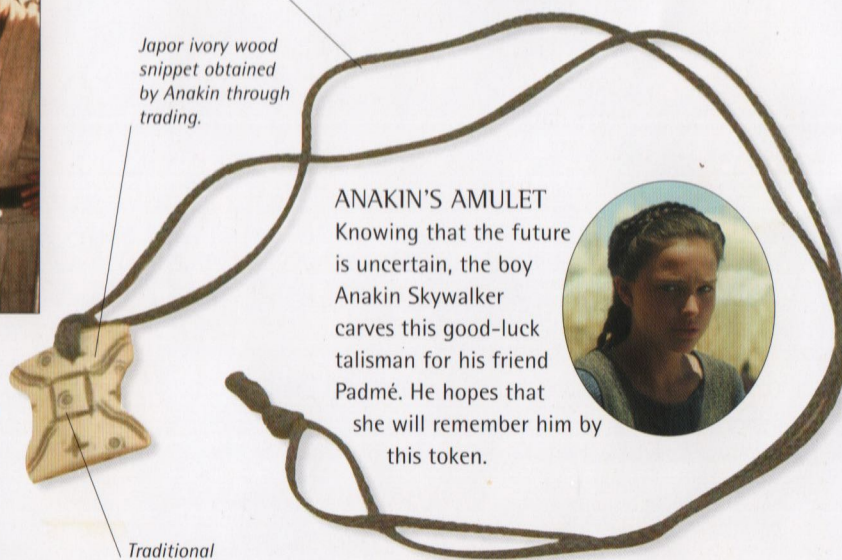 Japor ivory wood
snippet obtained
by Anakin through
trading.
ANAKIN'S AMULET
Knowing that the future
is uncertain, the boy
Anakin Skywalker
carves this good-luck
talisman for his friend
Padmé. He hopes that
she will remember him by
this token.
Traditional